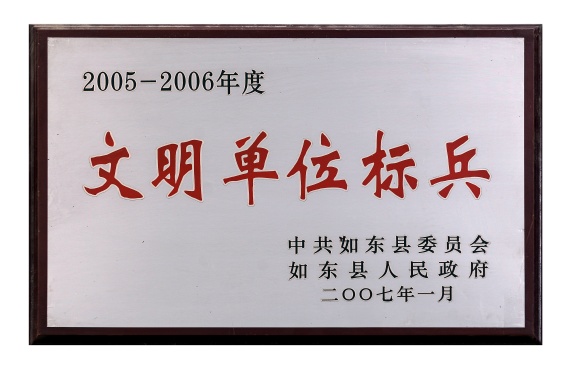 2005－2006年度
文明单位标兵
中共如东县委员会
如东县人民政府
二〇〇七年一月